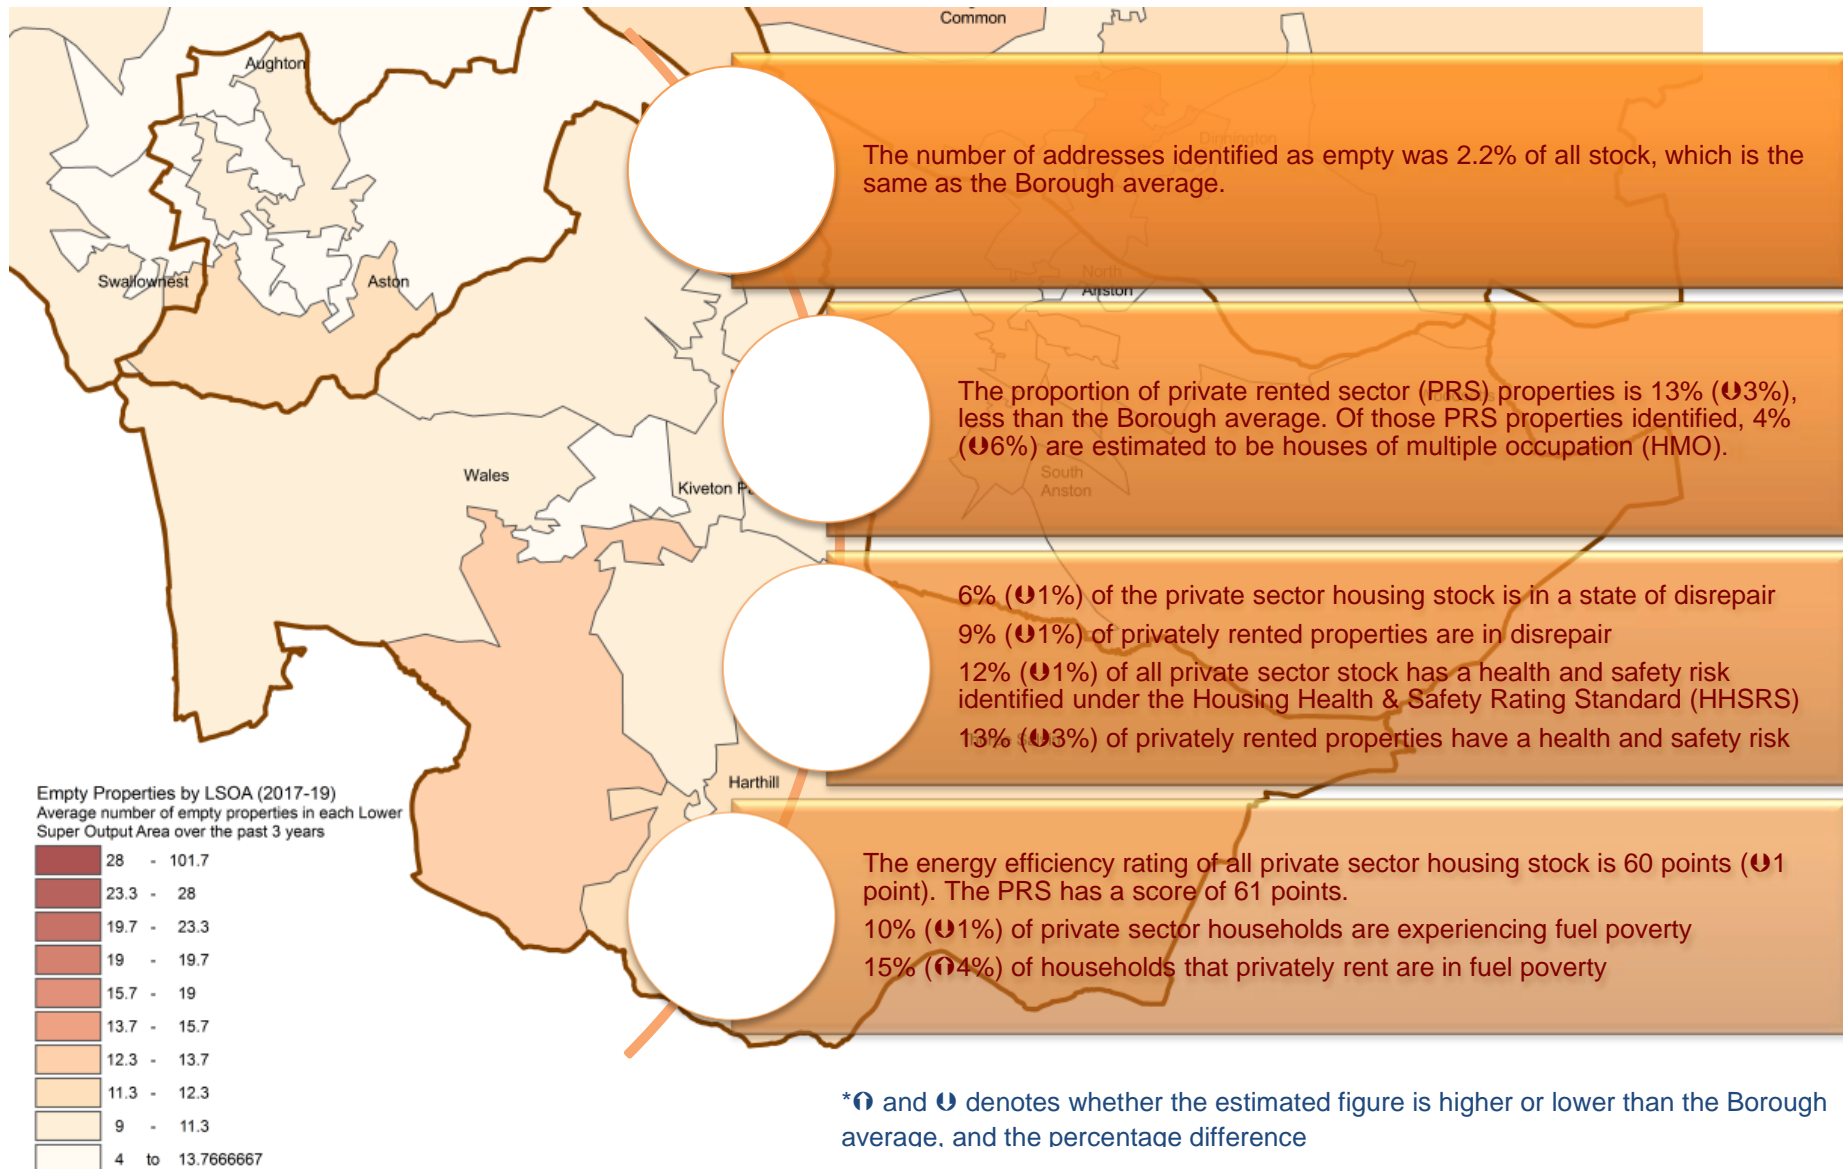 Common
Aughton
Dinnington
The number of addresses identified as empty was 2.2% of all stock, which is the
same as the Borough average.
Swallownest
Aston
North
Anston
The proportion of private rented sector (PRS) properties is 13% (⮋3%),
less than the Borough average. Of those PRS properties identified, 4%
(⮋6%) are estimated to be houses of multiple occupation (HMO).
Wales
Kiveton
South
Anston
6% (⮋1%) of the private sector housing stock is in a state of disrepair
9% (⮋1%) of privately rented properties are in disrepair
12% (⮋1%) of all private sector stock has a health and safety risk
identified under the Housing Health & Safety Rating Standard (HHSRS)
13% (⮋3%) of privately rented properties have a health and safety risk
Harthill
Empty Properties by LSOA (2017-19)
Average number of empty properties in each Lower
Super Output Area over the past 3 years
28 - 101.7
23.3 - 28
19.7 - 23.3
19 - 19.7
15.7 - 19
13.7 - 15.7
12.3 - 13.7
11.3 - 12.3
9 - 11.3
4 to 13.7666667
The energy efficiency rating of all private sector housing stock is 60 points (⮋1
point). The PRS has a score of 61 points.
10% (⮋1%) of private sector households are experiencing fuel poverty
15% (⮉4%) of households that privately rent are in fuel poverty
*⮉ and ⮋ denotes whether the estimated figure is higher or lower than the Borough
average, and the percentage difference